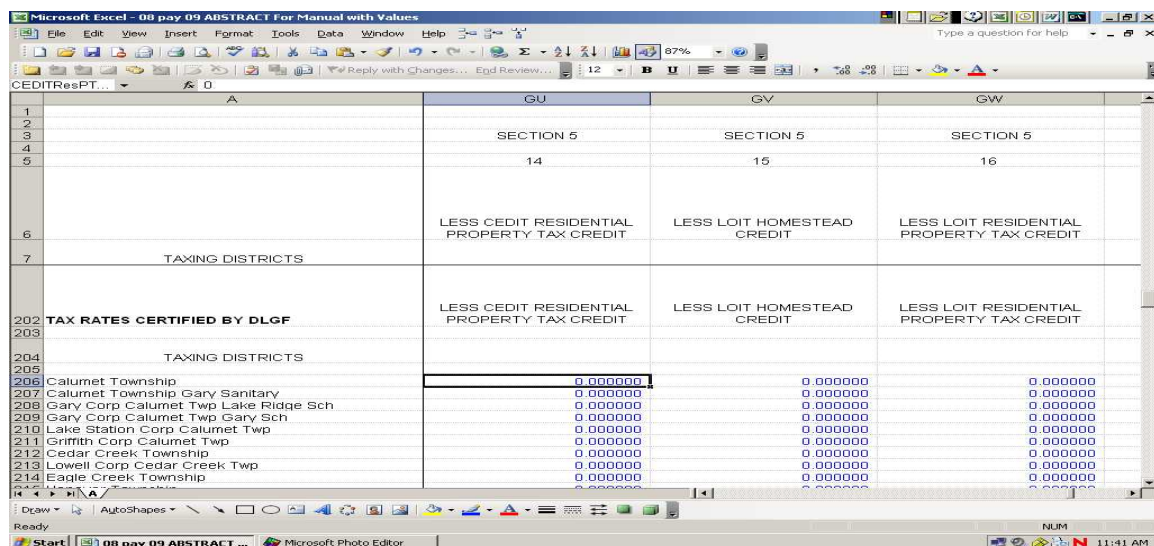 Microsoft Excel - 08 pay 09 ABSTRACT For Manual with Values
File Edit View Insert Format Tools Data Window Help Type a question for help
87%
Reply with Changes... End Review... 12 B U
CEDITResPT... fx 0
A GU GV GW
1
2
3 SECTION 5 SECTION 5 SECTION 5
4
5 14 15 16
LESS CEDIT RESIDENTIAL LESS LOIT HOMESTEAD LESS LOIT RESIDENTIAL
6 PROPERTY TAX CREDIT CREDIT PROPERTY TAX CREDIT
7 TAXING DISTRICTS
LESS CEDIT RESIDENTIAL LESS LOIT HOMESTEAD LESS LOIT RESIDENTIAL
202 TAX RATES CERTIFIED BY DLGF PROPERTY TAX CREDIT CREDIT PROPERTY TAX CREDIT
203
204 TAXING DISTRICTS
205
206 Calumet Township 0.000000 0.000000 0.000000
207 Calumet Township Gary Sanitary 0.000000 0.000000 0.000000
208 Gary Corp Calumet Twp Lake Ridge Sch 0.000000 0.000000 0.000000
209 Gary Corp Calumet Twp Gary Sch 0.000000 0.000000 0.000000
210 Lake Station Corp Calumet Twp 0.000000 0.000000 0.000000
211 Griffith Corp Calumet Twp 0.000000 0.000000 0.000000
212 Cedar Creek Township 0.000000 0.000000 0.000000
213 Lowell Corp Cedar Creek Twp 0.000000 0.000000 0.000000
214 Eagle Creek Township 0.000000 0.000000 0.000000
A
Draw AutoShapes
Ready NUM
Start 08 pay 09 ABSTRACT ... Microsoft Photo Editor 11:41 AM